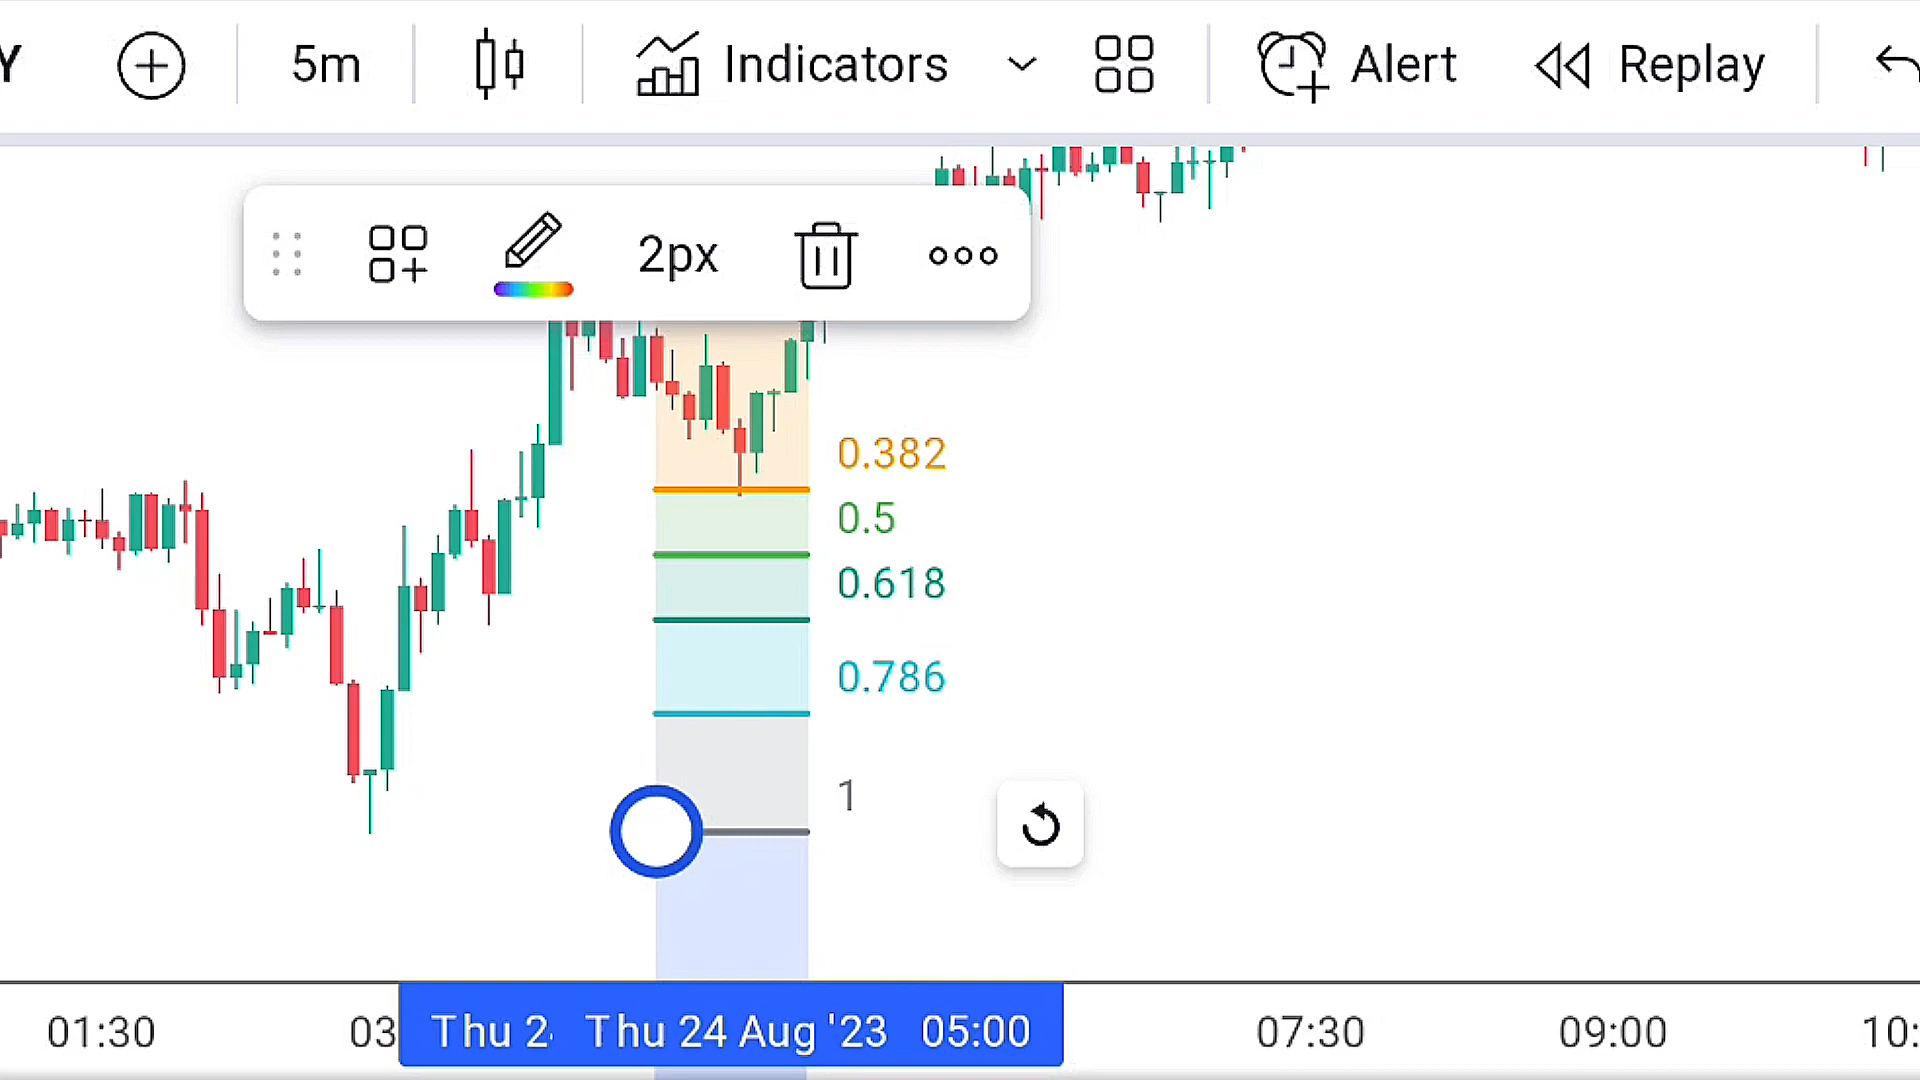 Y 5m Indicators Alert Replay
2px
0.382
0.5
0.618
0.786
1
01:30 03 Thu 2 Thu 24 Aug '23 05:00 07:30 09:00 10: